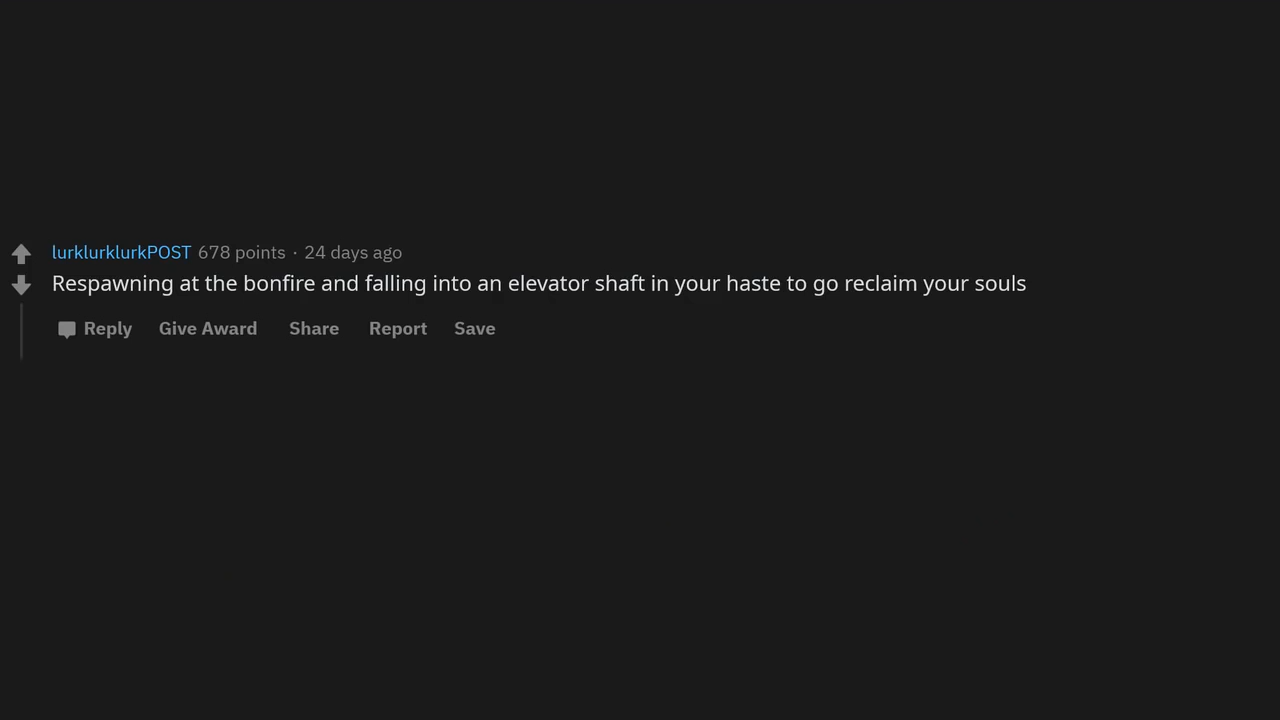 lurklurklurkPOST 678 points · 24 days ago
Respawning at the bonfire and falling into an elevator shaft in your haste to go reclaim your souls
Reply Give Award Share Report Save